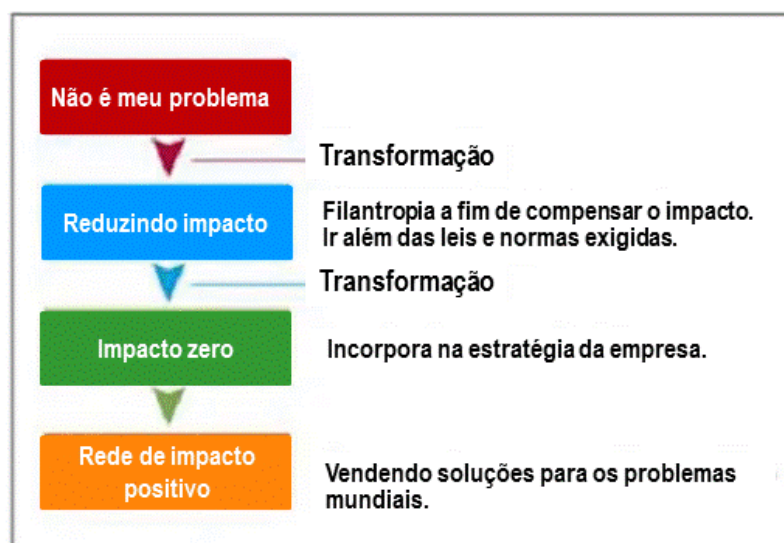 Não é meu problema
Transformação
Reduzindo impacto
Filantropia a fim de compensar o impacto.
Ir além das leis e normas exigidas.
Transformação
Impacto zero
Incorpora na estratégia da empresa.
Rede de impacto
positivo
Vendendo soluções para os problemas
mundiais.